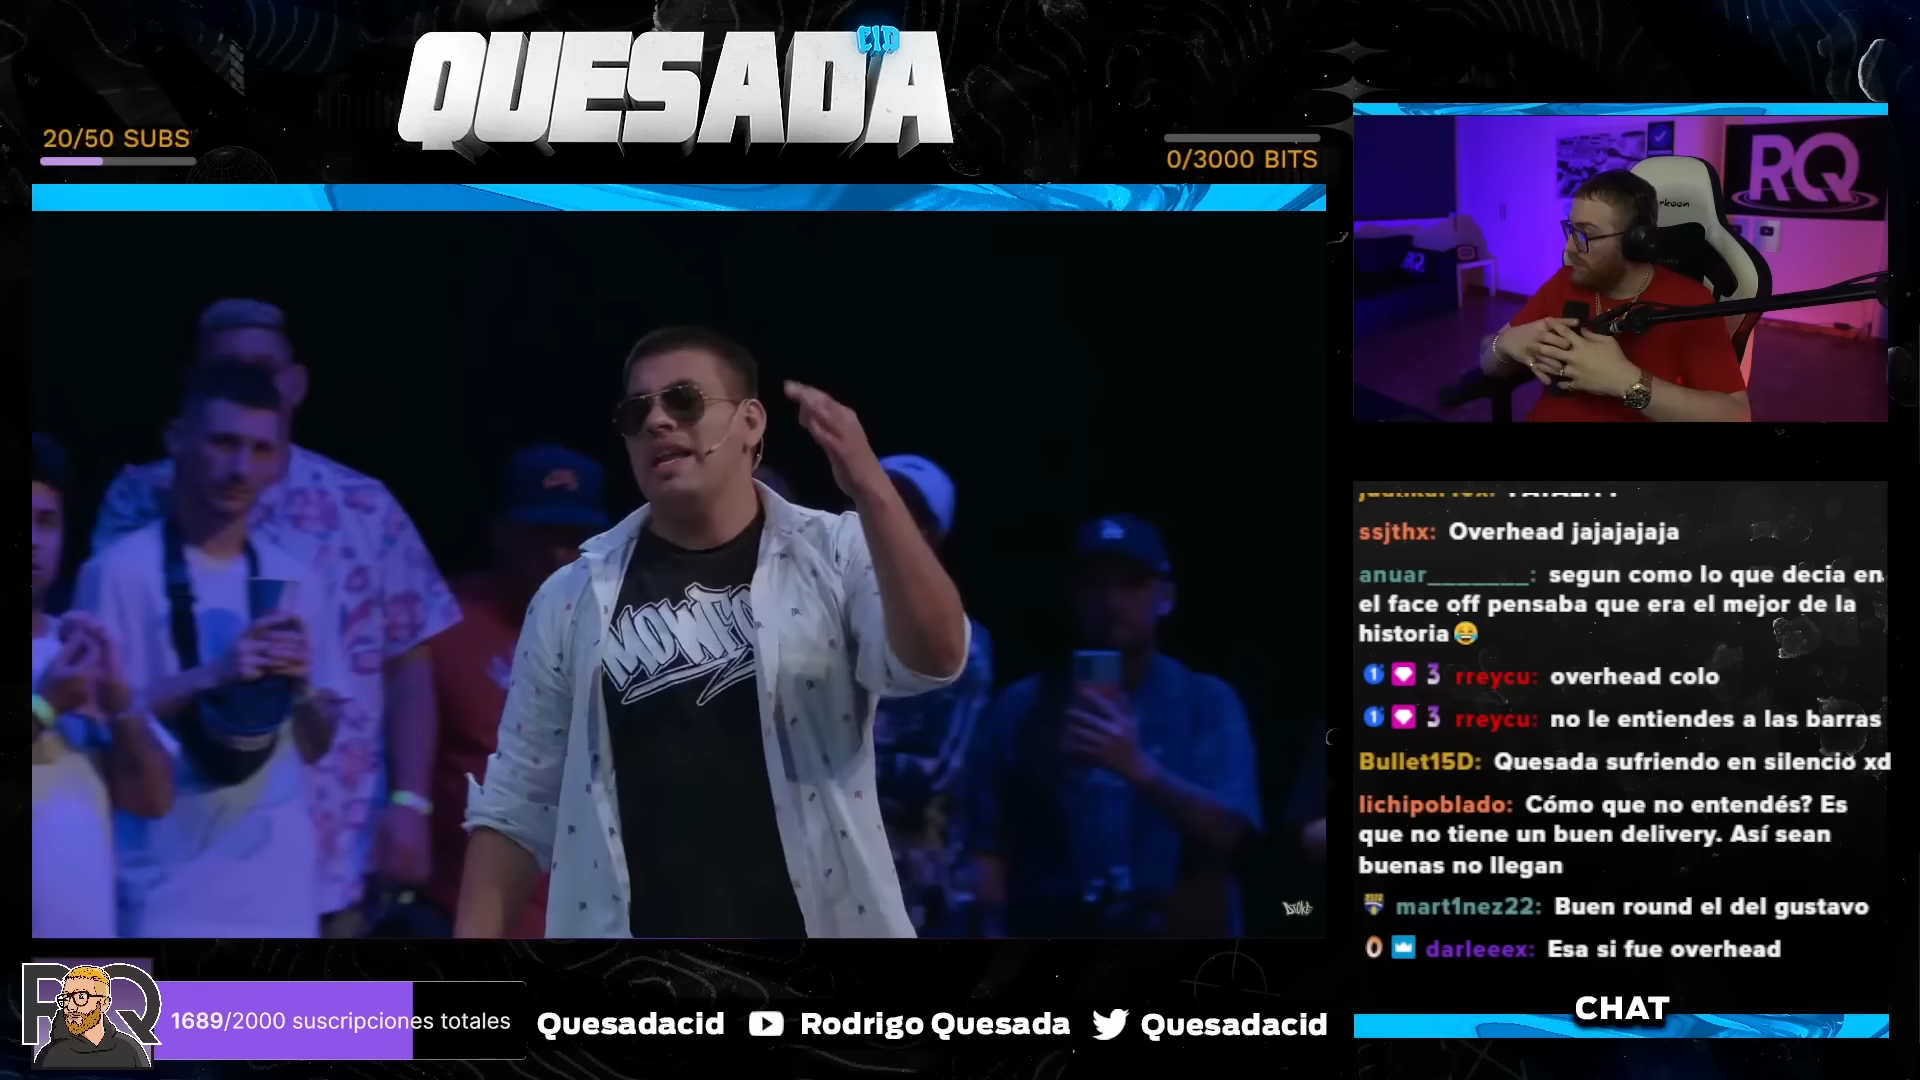 QUESADA
CID
20/50 SUBS
0/3000 BITS
RQ
RQ
ssjthx: Overhead jajajajaja
anuar_______: segun como lo que decia en
el face off pensaba que era el mejor de la
historia😂
3 rreycu: overhead colo
3 rreycu: no le entiendes a las barras
Bullet15D: Quesada sufriendo en silencio xd
lichipoblado: Cómo que no entendés? Es
que no tiene un buen delivery. Así sean
buenas no llegan
mart1nez22: Buen round el del gustavo
darleeex: Esa si fue overhead
CHAT
1689/2000 suscripciones totales
Quesadacid
Rodrigo Quesada
Quesadacid